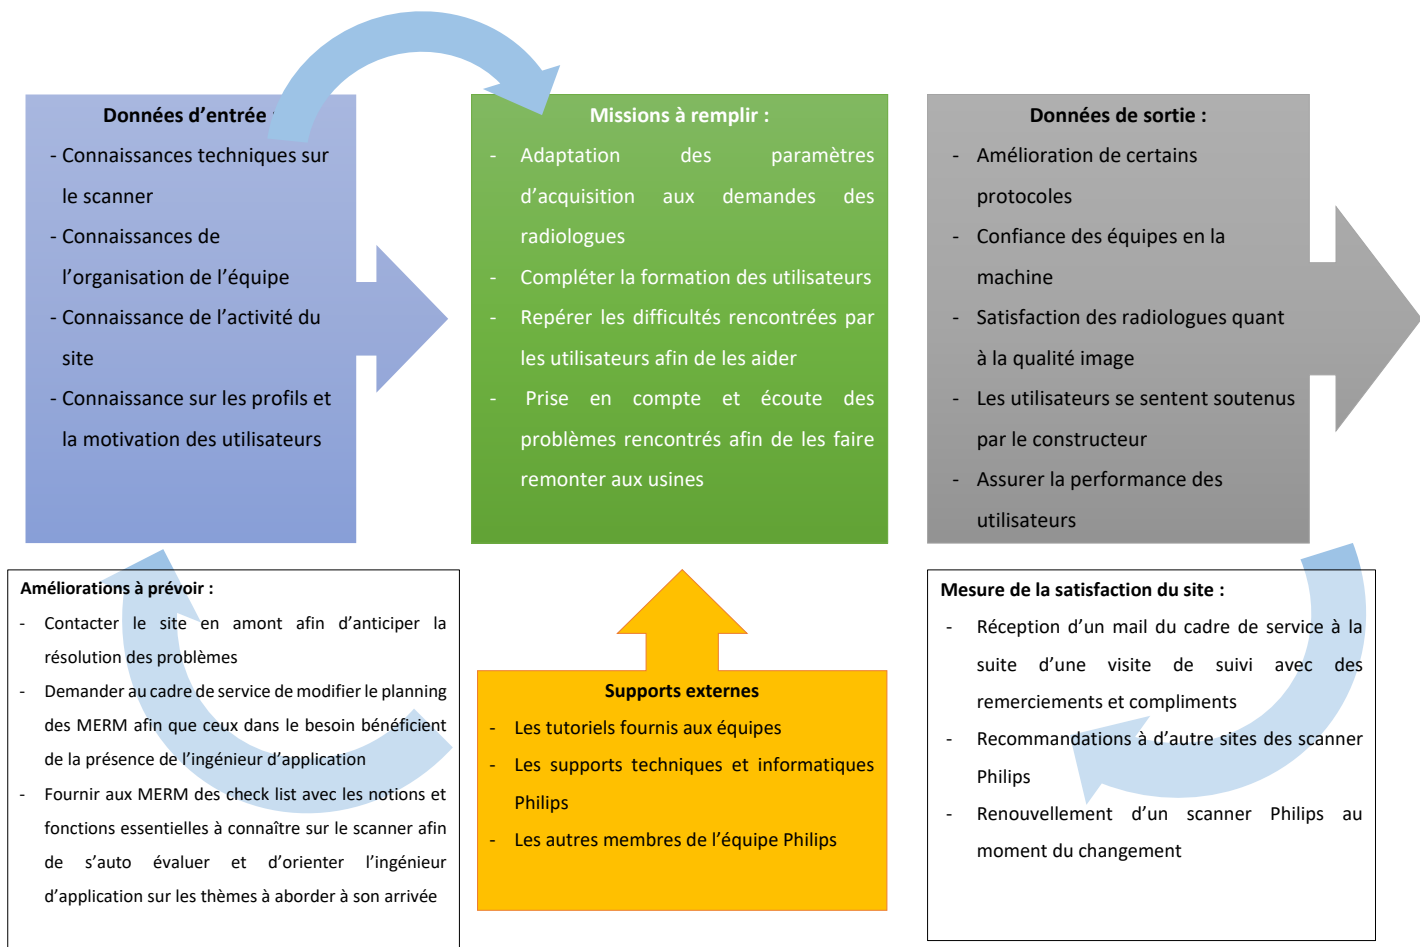 Données d’entrée :
- Connaissances techniques sur
le scanner
- Connaissances de
l’organisation de l’équipe
- Connaissance de l’activité du
site
- Connaissance sur les profils et
la motivation des utilisateurs
Missions à remplir :
- Adaptation des paramètres
d’acquisition aux demandes des
radiologues
- Compléter la formation des utilisateurs
- Repérer les difficultés rencontrées par
les utilisateurs afin de les aider
- Prise en compte et écoute des
problèmes rencontrés afin de les faire
remonter aux usines
Données de sortie :
- Amélioration de certains
protocoles
- Confiance des équipes en la
machine
- Satisfaction des radiologues quant
à la qualité image
- Les utilisateurs se sentent soutenus
par le constructeur
- Assurer la performance des
utilisateurs
Améliorations à prévoir :
- Contacter le site en amont afin d’anticiper la
résolution des problèmes
- Demander au cadre de service de modifier le planning
des MERM afin que ceux dans le besoin bénéficient
de la présence de l’ingénieur d’application
- Fournir aux MERM des check list avec les notions et
fonctions essentielles à connaître sur le scanner afin
de s’auto évaluer et d’orienter l’ingénieur
d’application sur les thèmes à aborder à son arrivée
Supports externes
- Les tutoriels fournis aux équipes
- Les supports techniques et informatiques
Philips
- Les autres membres de l’équipe Philips
Mesure de la satisfaction du site :
- Réception d’un mail du cadre de service à la
suite d’une visite de suivi avec des
remerciements et compliments
- Recommandations à d’autre sites des scanner
Philips
- Renouvellement d’un scanner Philips au
moment du changement